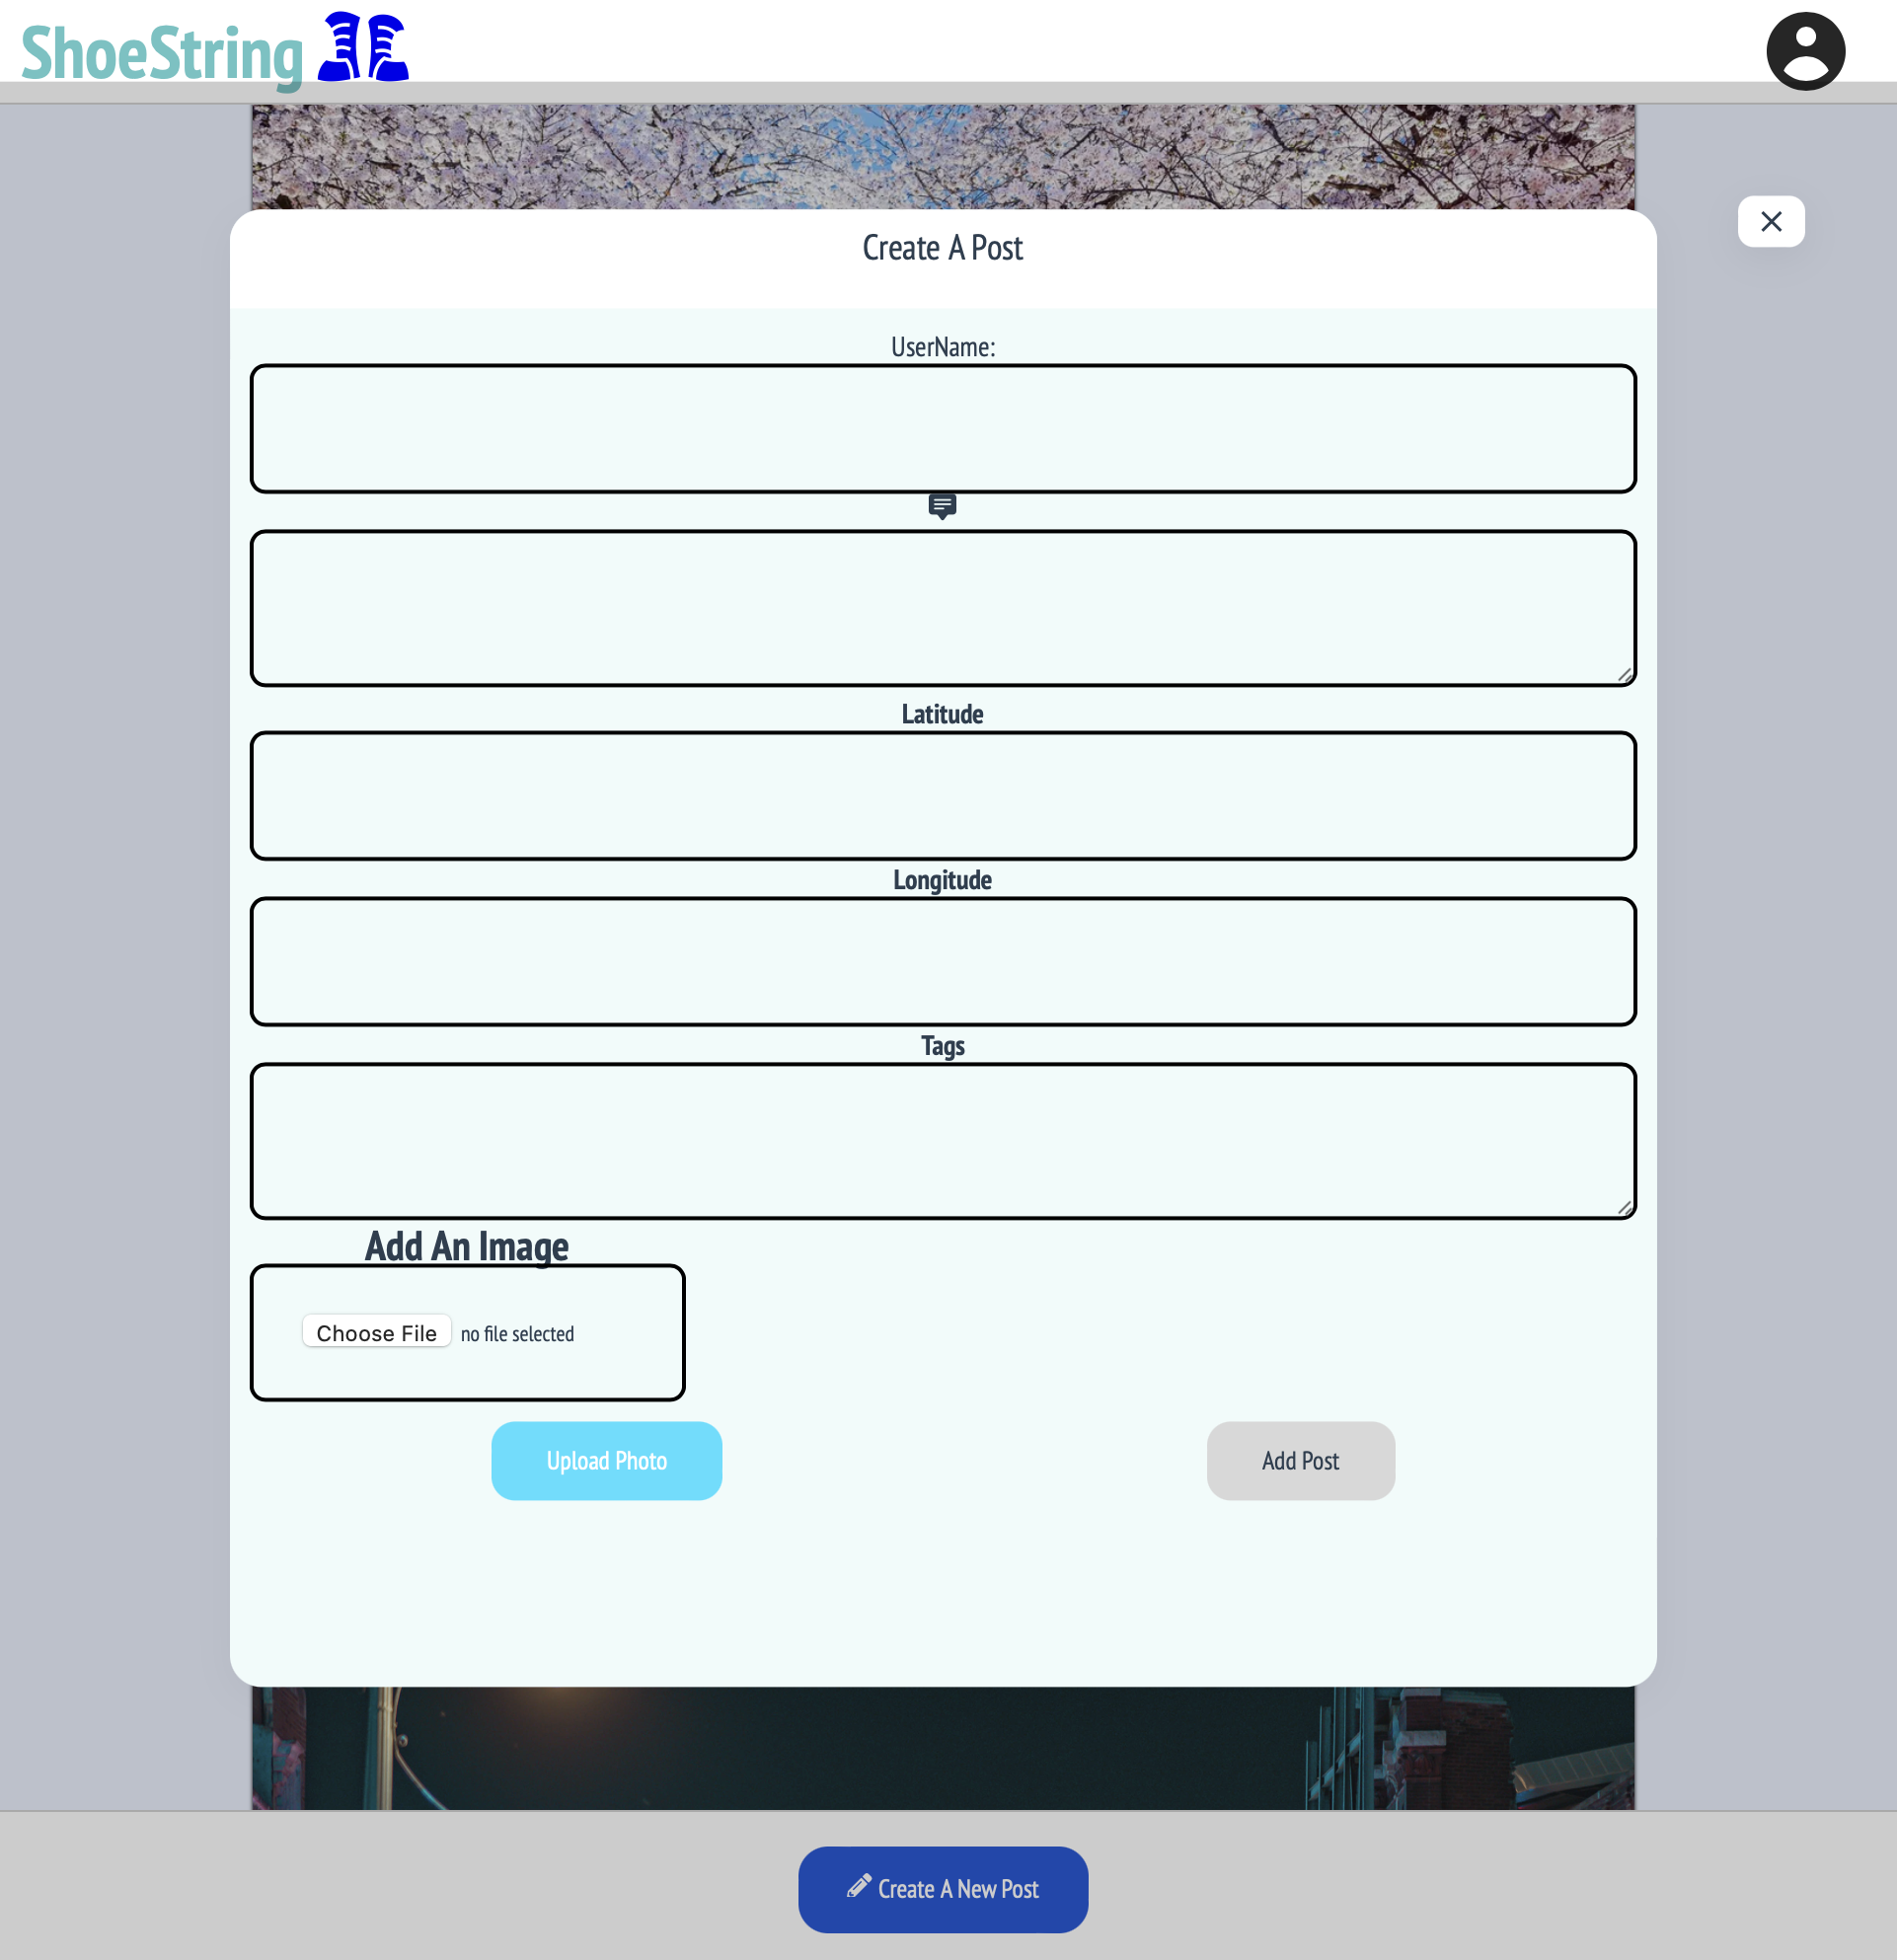 ShoeString
Create A Post
UserName:
Latitude
Longitude
Tags
Add An Image
Choose File no file selected
Upload Photo
Add Post
Create A New Post